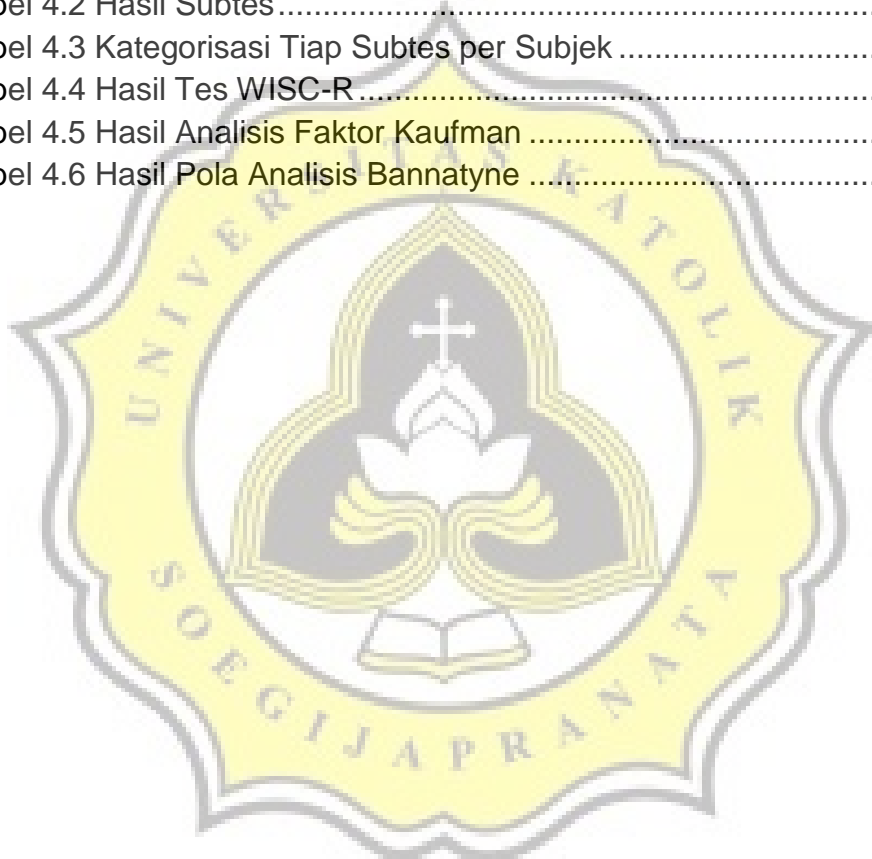 bel 4.2 Hasil Subtes
bel 4.3 Kategorisasi Tiap Subtes per Subjek
bel 4.4 Hasil Tes WISC-R
bel 4.5 Hasil Analisis Faktor Kaufman
bel 4.6 Hasil Pola Analisis Bannatyne
UNIVERSITAS KATOLIK
SOEGIJAPRANATA